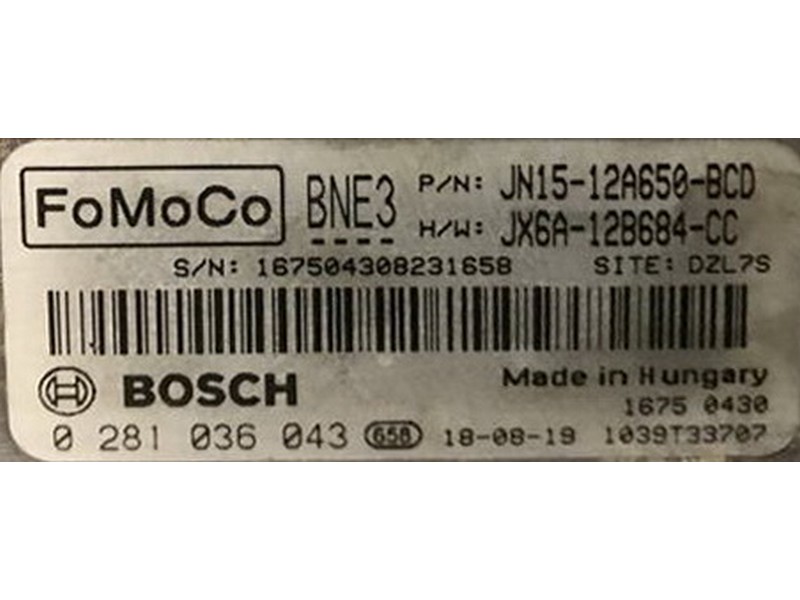 FoMoCo BNE3 P/N: JN15-12A650-BCD
H/W: JX6A-12B684-CC
S/N: 167504308231658 SITE: DZL7S
BOSCH Made in Hungary
1675 0430
0 281 036 043 658 18-08-19 1039T33707